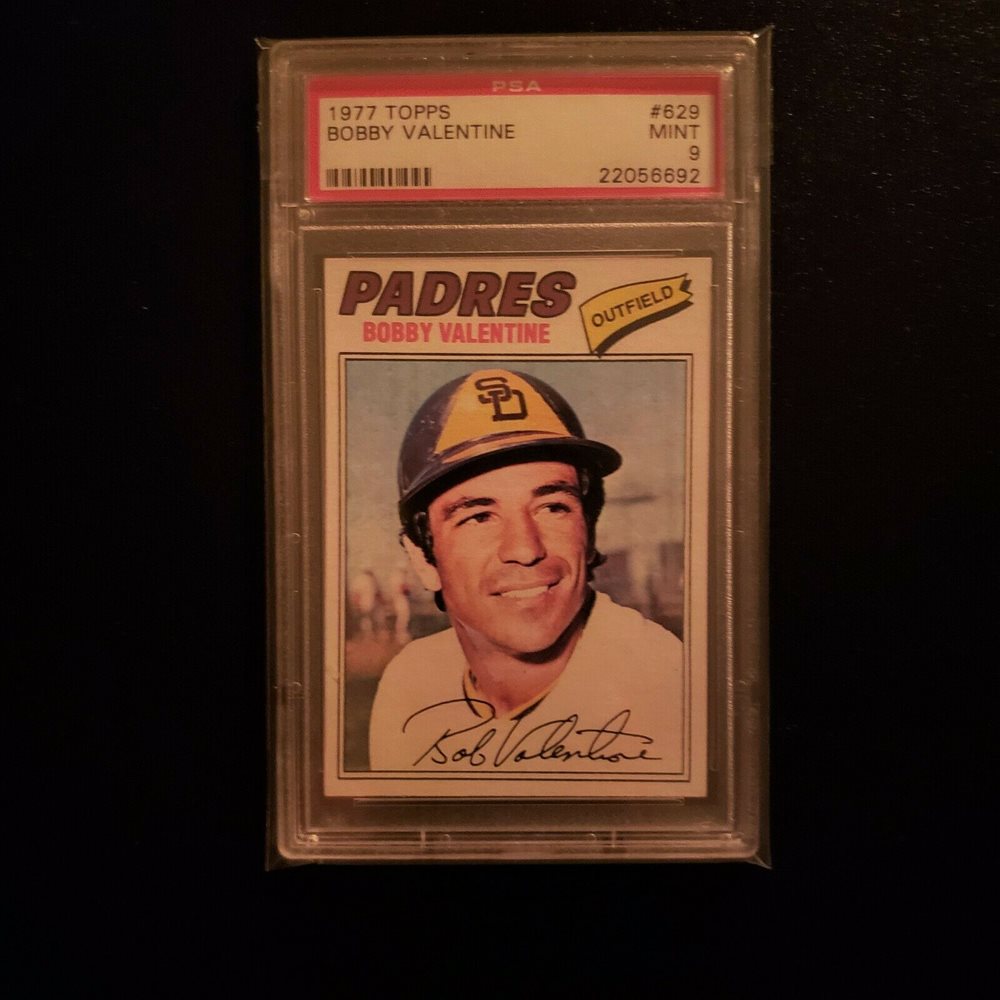 PSA
1977 TOPPS #629
BOBBY VALENTINE MINT
9
22056692
PADRES
BOBBY VALENTINE
OUTFIELD
SD
Bob Valentine